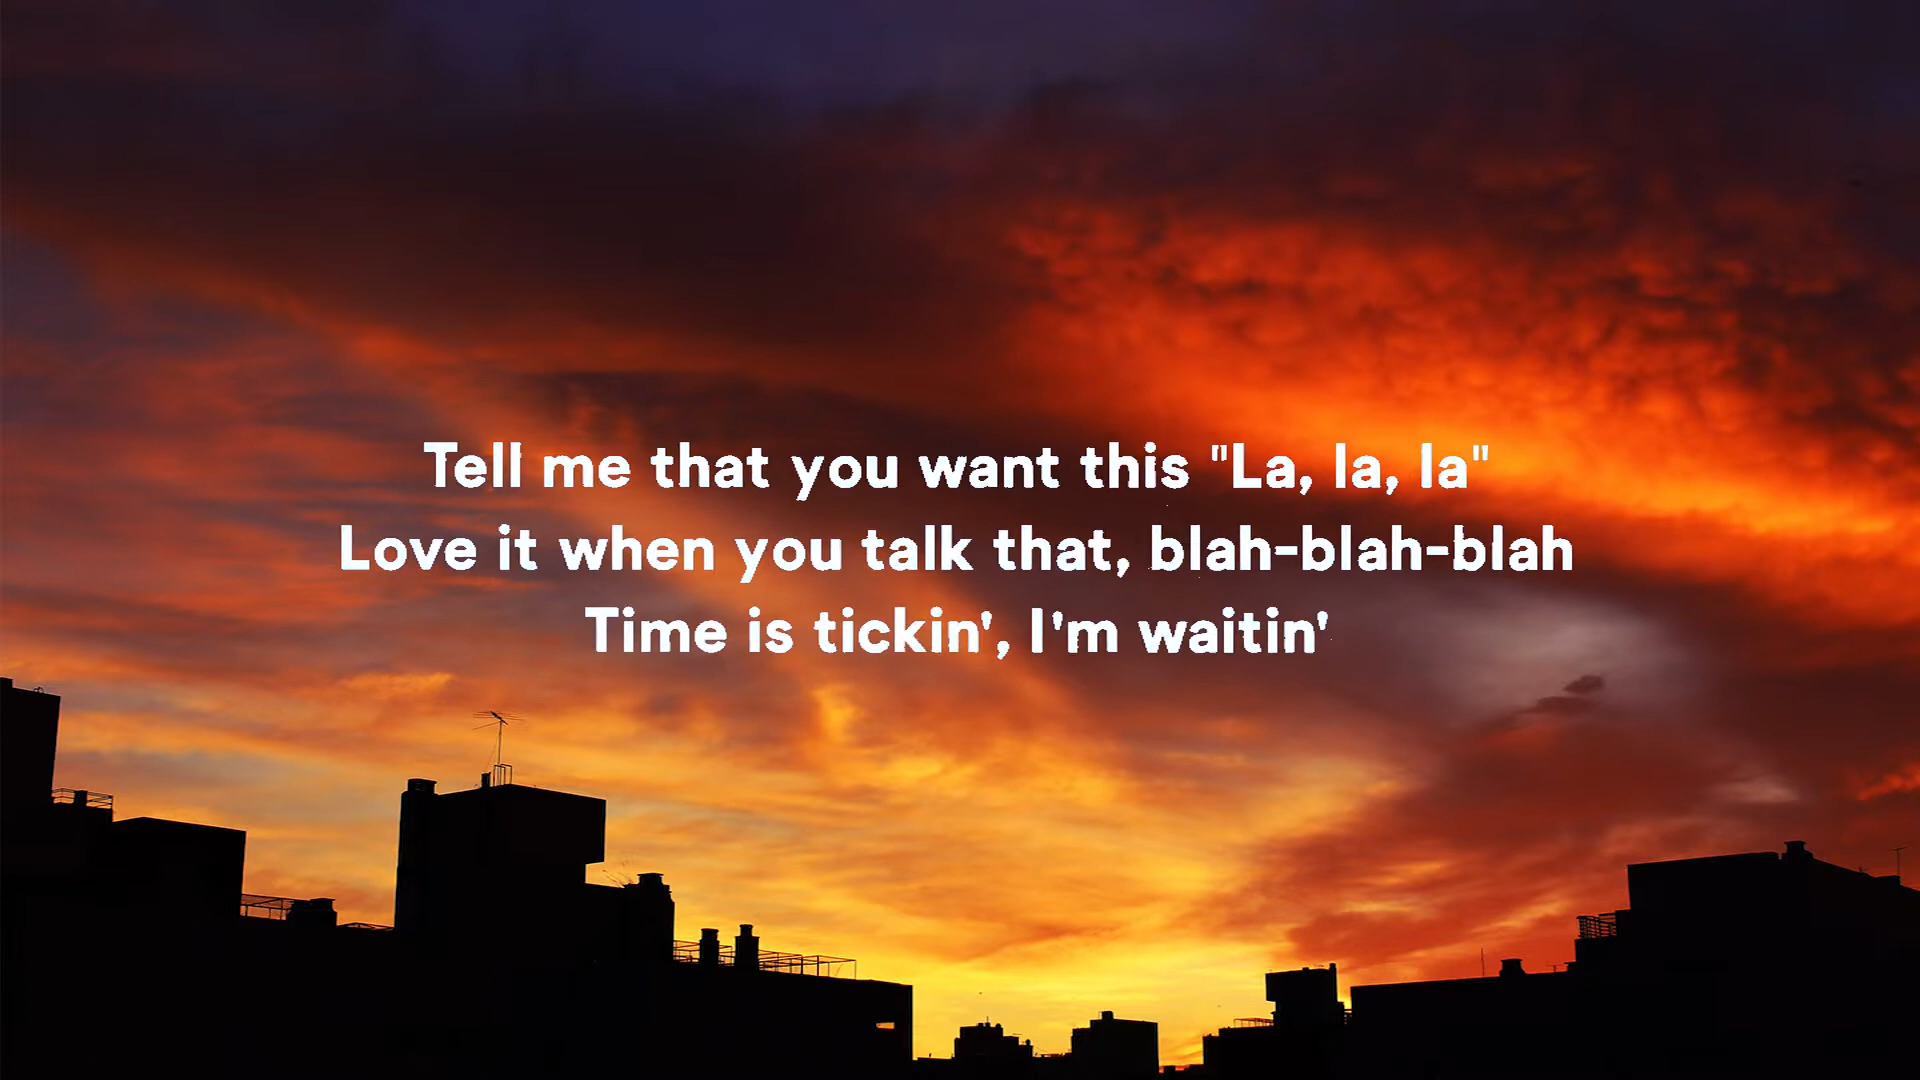 Tell me that you want this "La, la, la"
Love it when you talk that, blah-blah-blah
Time is tickin', I'm waitin'